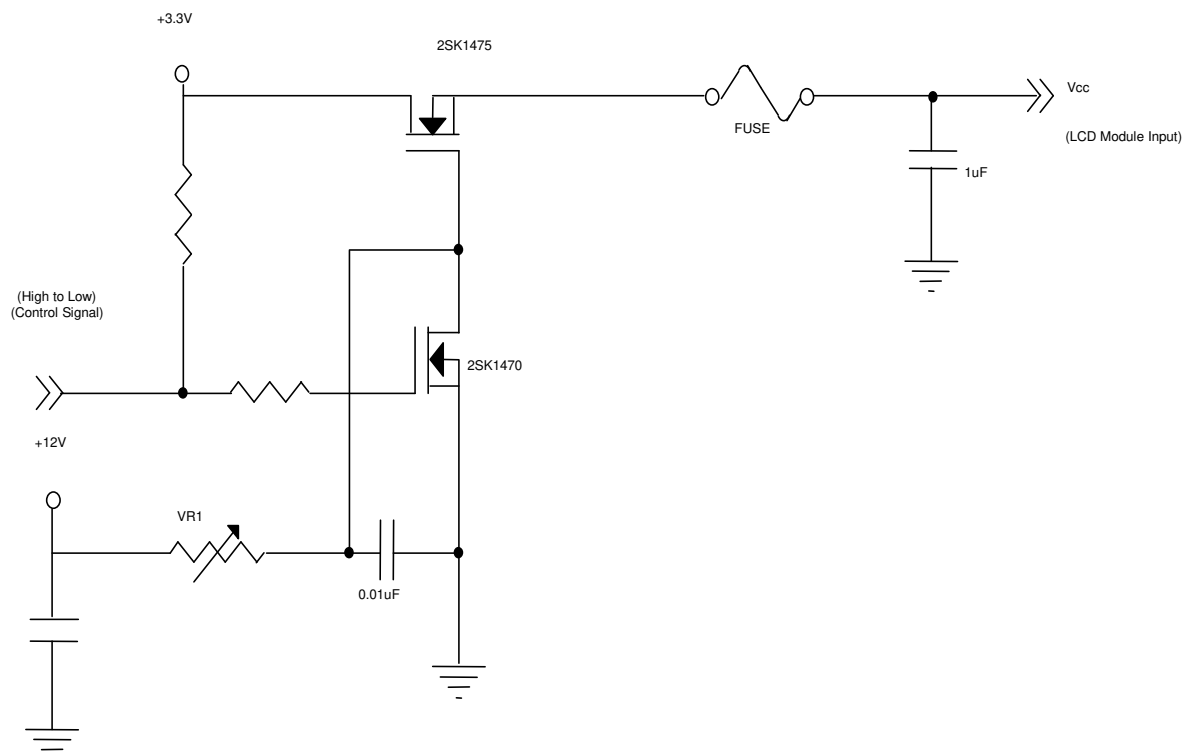 +3.3V
2SK1475
Vcc
FUSE
(LCD Module Input)
1uF
(High to Low)
(Control Signal)
2SK1470
+12V
VR1
0.01uF